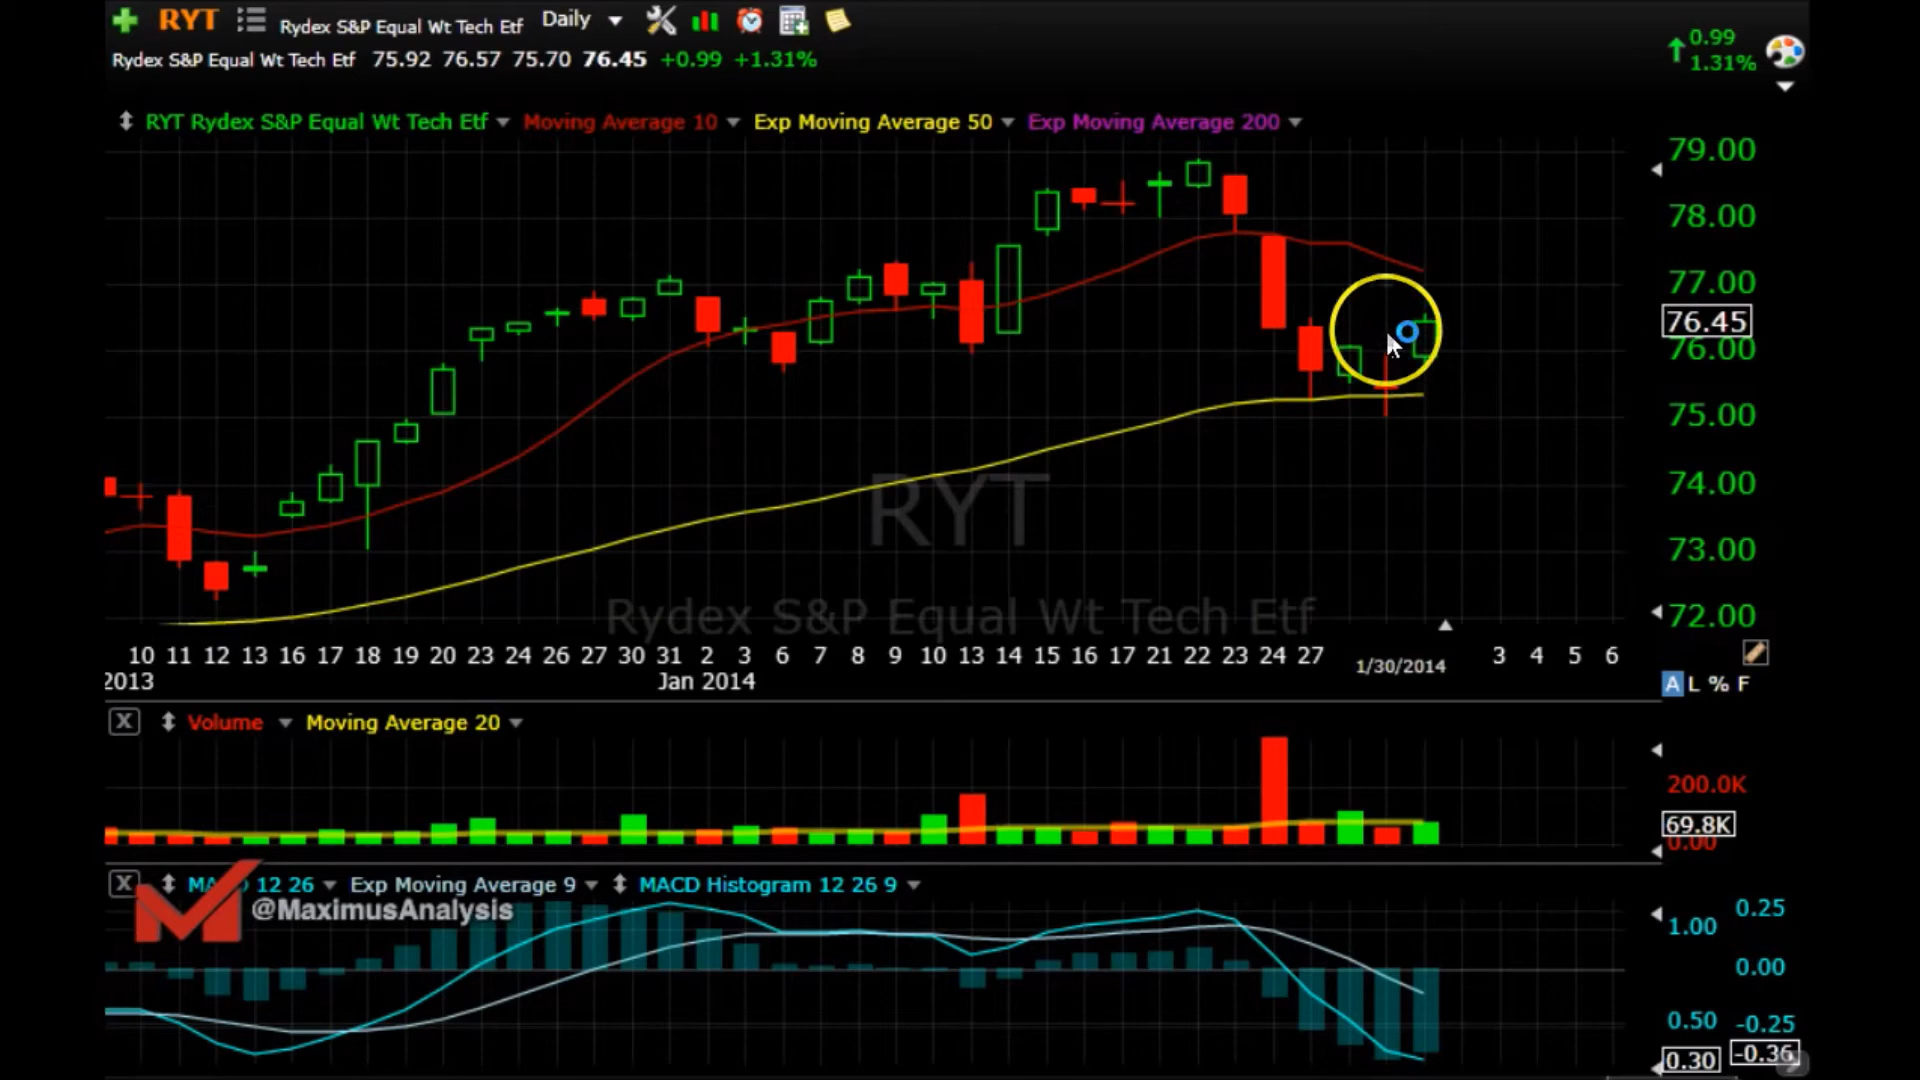 RYT Rydex S&P Equal Wt Tech Etf Daily
0.99
1.31%
Rydex S&P Equal Wt Tech Etf 75.92 76.57 75.70 76.45 +0.99 +1.31%
RYT Rydex S&P Equal Wt Tech Etf Moving Average 10 Exp Moving Average 50 Exp Moving Average 200
79.00
78.00
77.00
76.45
76.00
75.00
74.00
73.00
72.00
RYT
Rydex S&P Equal Wt Tech Etf
10 11 12 13 16 17 18 19 20 23 24 26 27 30 31 2 3 6 7 8 9 10 13 14 15 16 17 21 22 23 24 27 1/30/2014 3 4 5 6
2013 Jan 2014
A L % F
X Volume Moving Average 20
200.0K
69.8K
0.00
X MACD 12 26 Exp Moving Average 9 MACD Histogram 12 26 9
@MaximusAnalysis
1.00 0.25
0.00
0.50 -0.25
0.30 -0.36